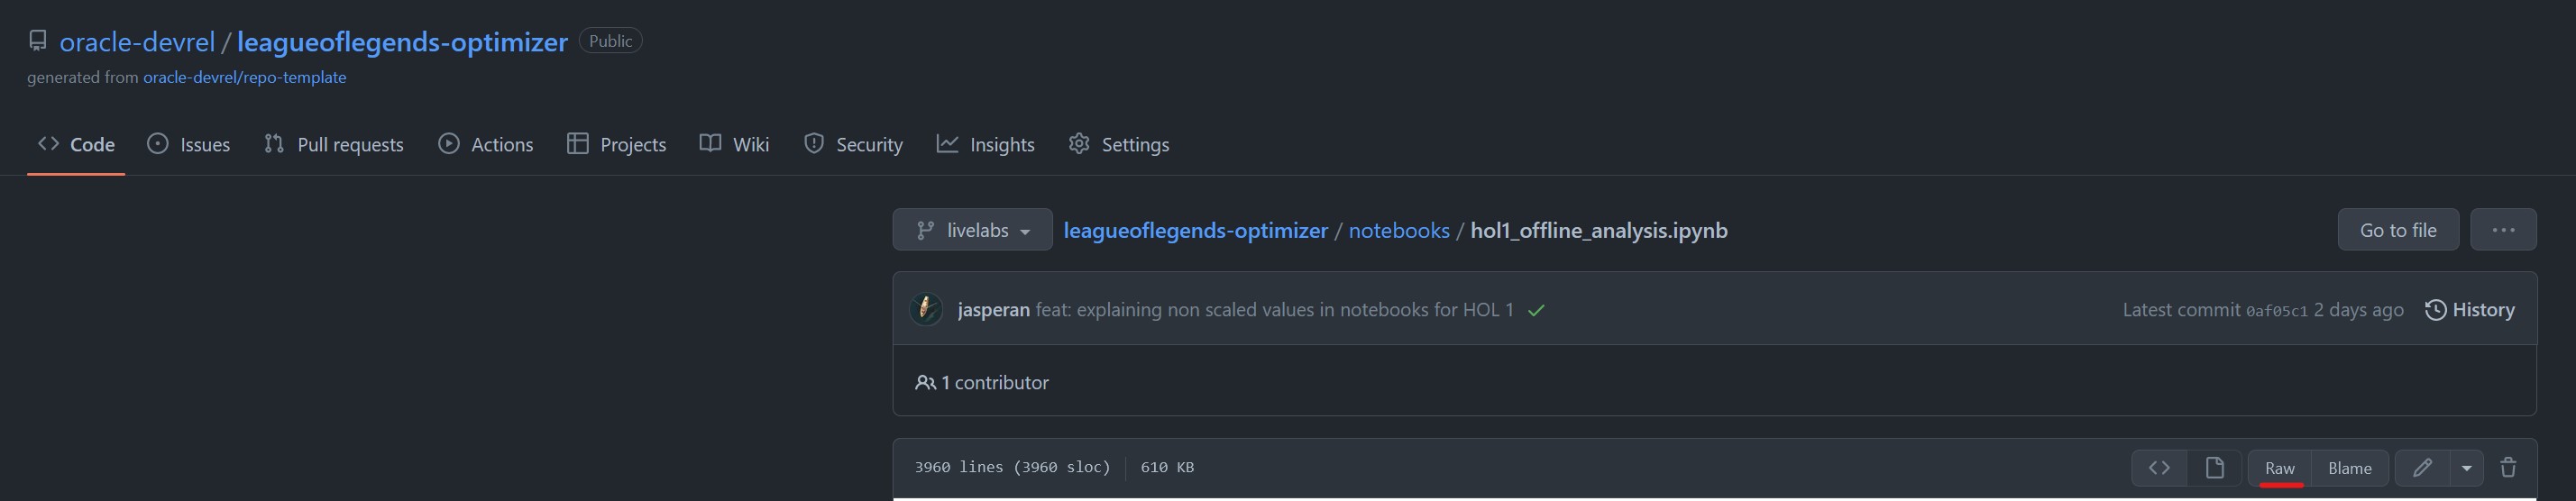 oracle-devrel / leagueoflegends-optimizer Public
generated from oracle-devrel/repo-template
Code Issues Pull requests Actions Projects Wiki Security Insights Settings
livelabs leagueoflegends-optimizer / notebooks / hol1_offline_analysis.ipynb Go to file ...
jasperan feat: explaining non scaled values in notebooks for HOL 1 Latest commit 0af05c1 2 days ago History
1 contributor
3960 lines (3960 sloc) 610 KB Raw Blame